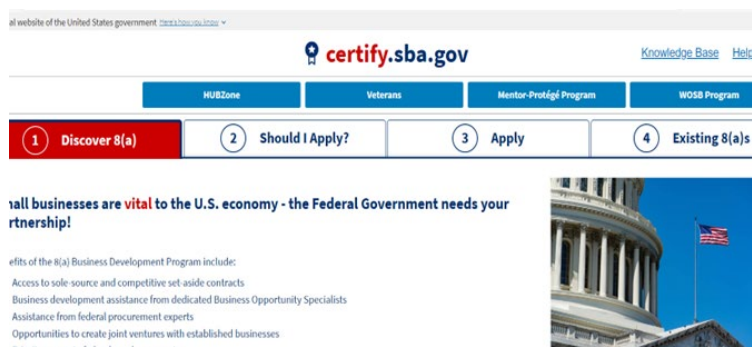 al website of the United States government Here's how you know
certify.sba.gov
Knowledge Base Help
HUBZone Veterans Mentor-Protégé Program WOSB Program
1 Discover 8(a) 2 Should I Apply? 3 Apply 4 Existing 8(a)s
nall businesses are vital to the U.S. economy - the Federal Government needs your
rtnership!
efits of the 8(a) Business Development Program include:
Access to sole-source and competitive set-aside contracts
Business development assistance from dedicated Business Opportunity Specialists
Assistance from federal procurement experts
Opportunities to create joint ventures with established businesses